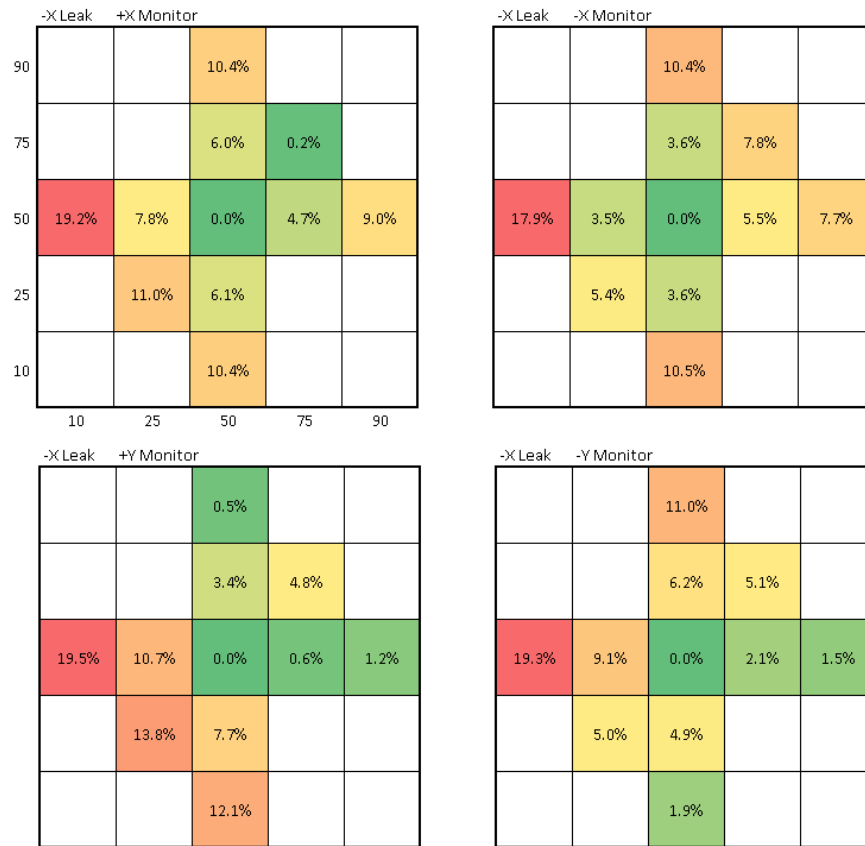 -X Leak +X Monitor -X Leak -X Monitor
90 10.4% 10.4%
75 6.0% 0.2% 3.6% 7.8%
50 19.2% 7.8% 0.0% 4.7% 9.0% 17.9% 3.5% 0.0% 5.5% 7.7%
25 11.0% 6.1% 5.4% 3.6%
10 10.4% 10.5%
10 25 50 75 90
-X Leak +Y Monitor -X Leak -Y Monitor
0.5% 11.0%
3.4% 4.8% 6.2% 5.1%
19.5% 10.7% 0.0% 0.6% 1.2% 19.3% 9.1% 0.0% 2.1% 1.5%
13.8% 7.7% 5.0% 4.9%
12.1% 1.9%